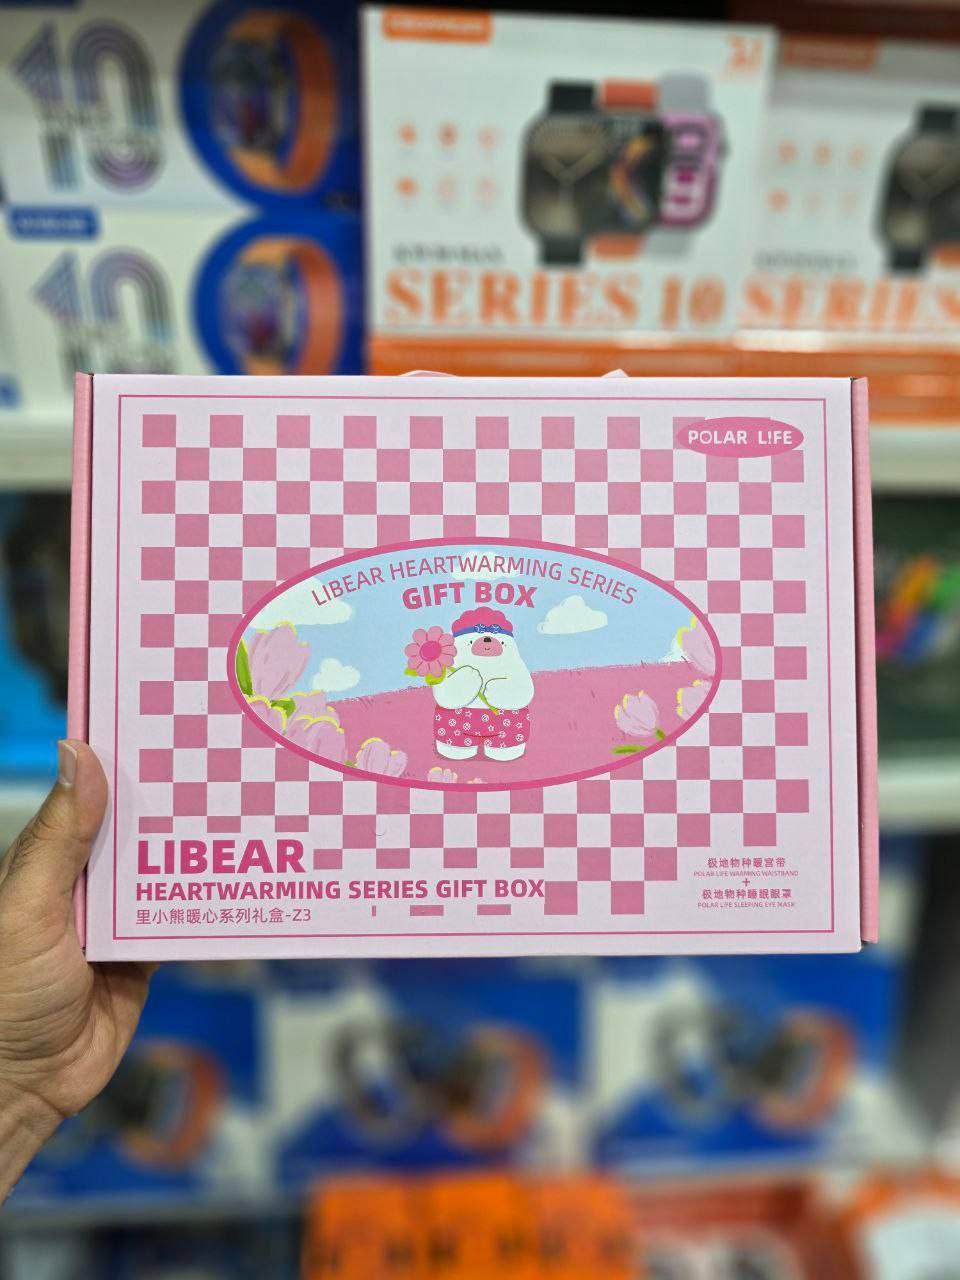 10
SERIES 10
SERIES
10
POLAR LIFE
LIBEAR HEARTWARMING SERIES
GIFT BOX
LIBEAR
HEARTWARMING SERIES GIFT BOX
里小熊暖心系列礼盒-Z3
极地物种暖宫带
POLAR LIFE WARMING WAISTBAND
+
极地物种睡眠眼罩
POLAR LIFE SLEEPING EYE MASK